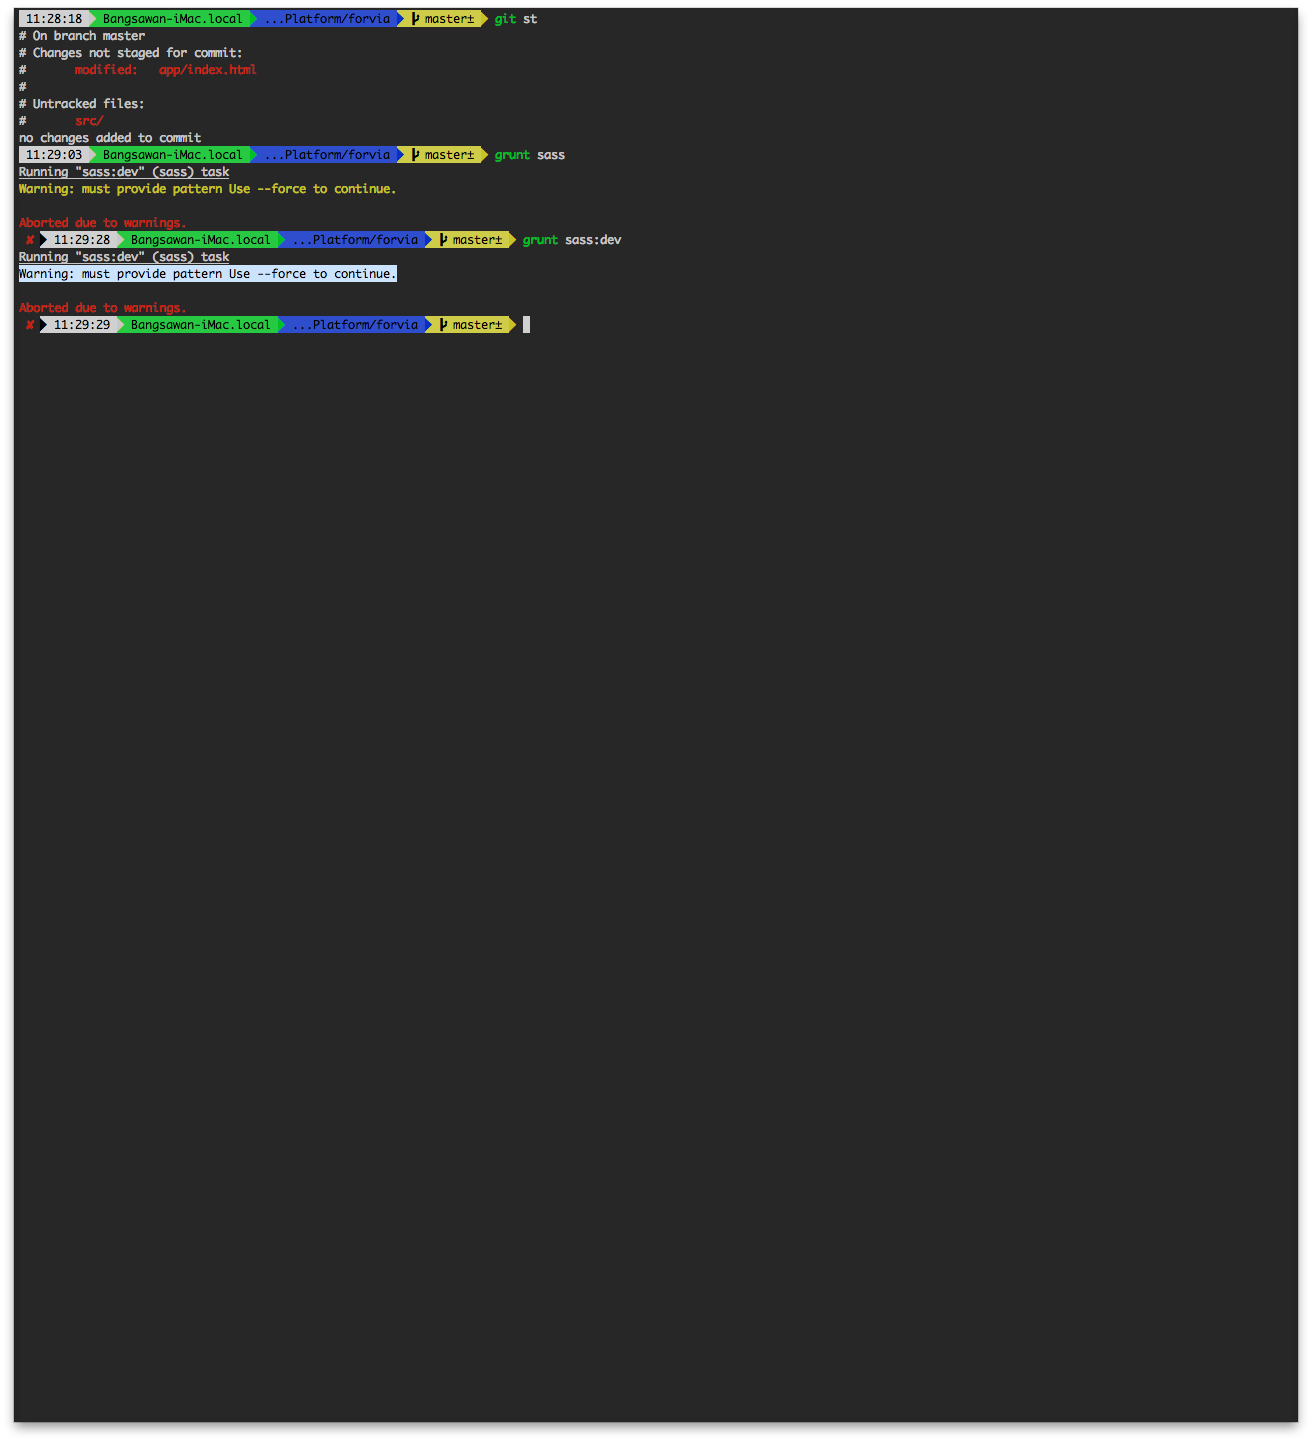 11:28:18 Bangsawan-iMac.local ...Platform/forvia master± git st
# On branch master
# Changes not staged for commit:
#       modified:   app/index.html
#
# Untracked files:
#       src/
no changes added to commit
11:29:03 Bangsawan-iMac.local ...Platform/forvia master± grunt sass
Running "sass:dev" (sass) task
Warning: must provide pattern Use --force to continue.
Aborted due to warnings.
✘ 11:29:28 Bangsawan-iMac.local ...Platform/forvia master± grunt sass:dev
Running "sass:dev" (sass) task
Warning: must provide pattern Use --force to continue.
Aborted due to warnings.
✘ 11:29:29 Bangsawan-iMac.local ...Platform/forvia master±